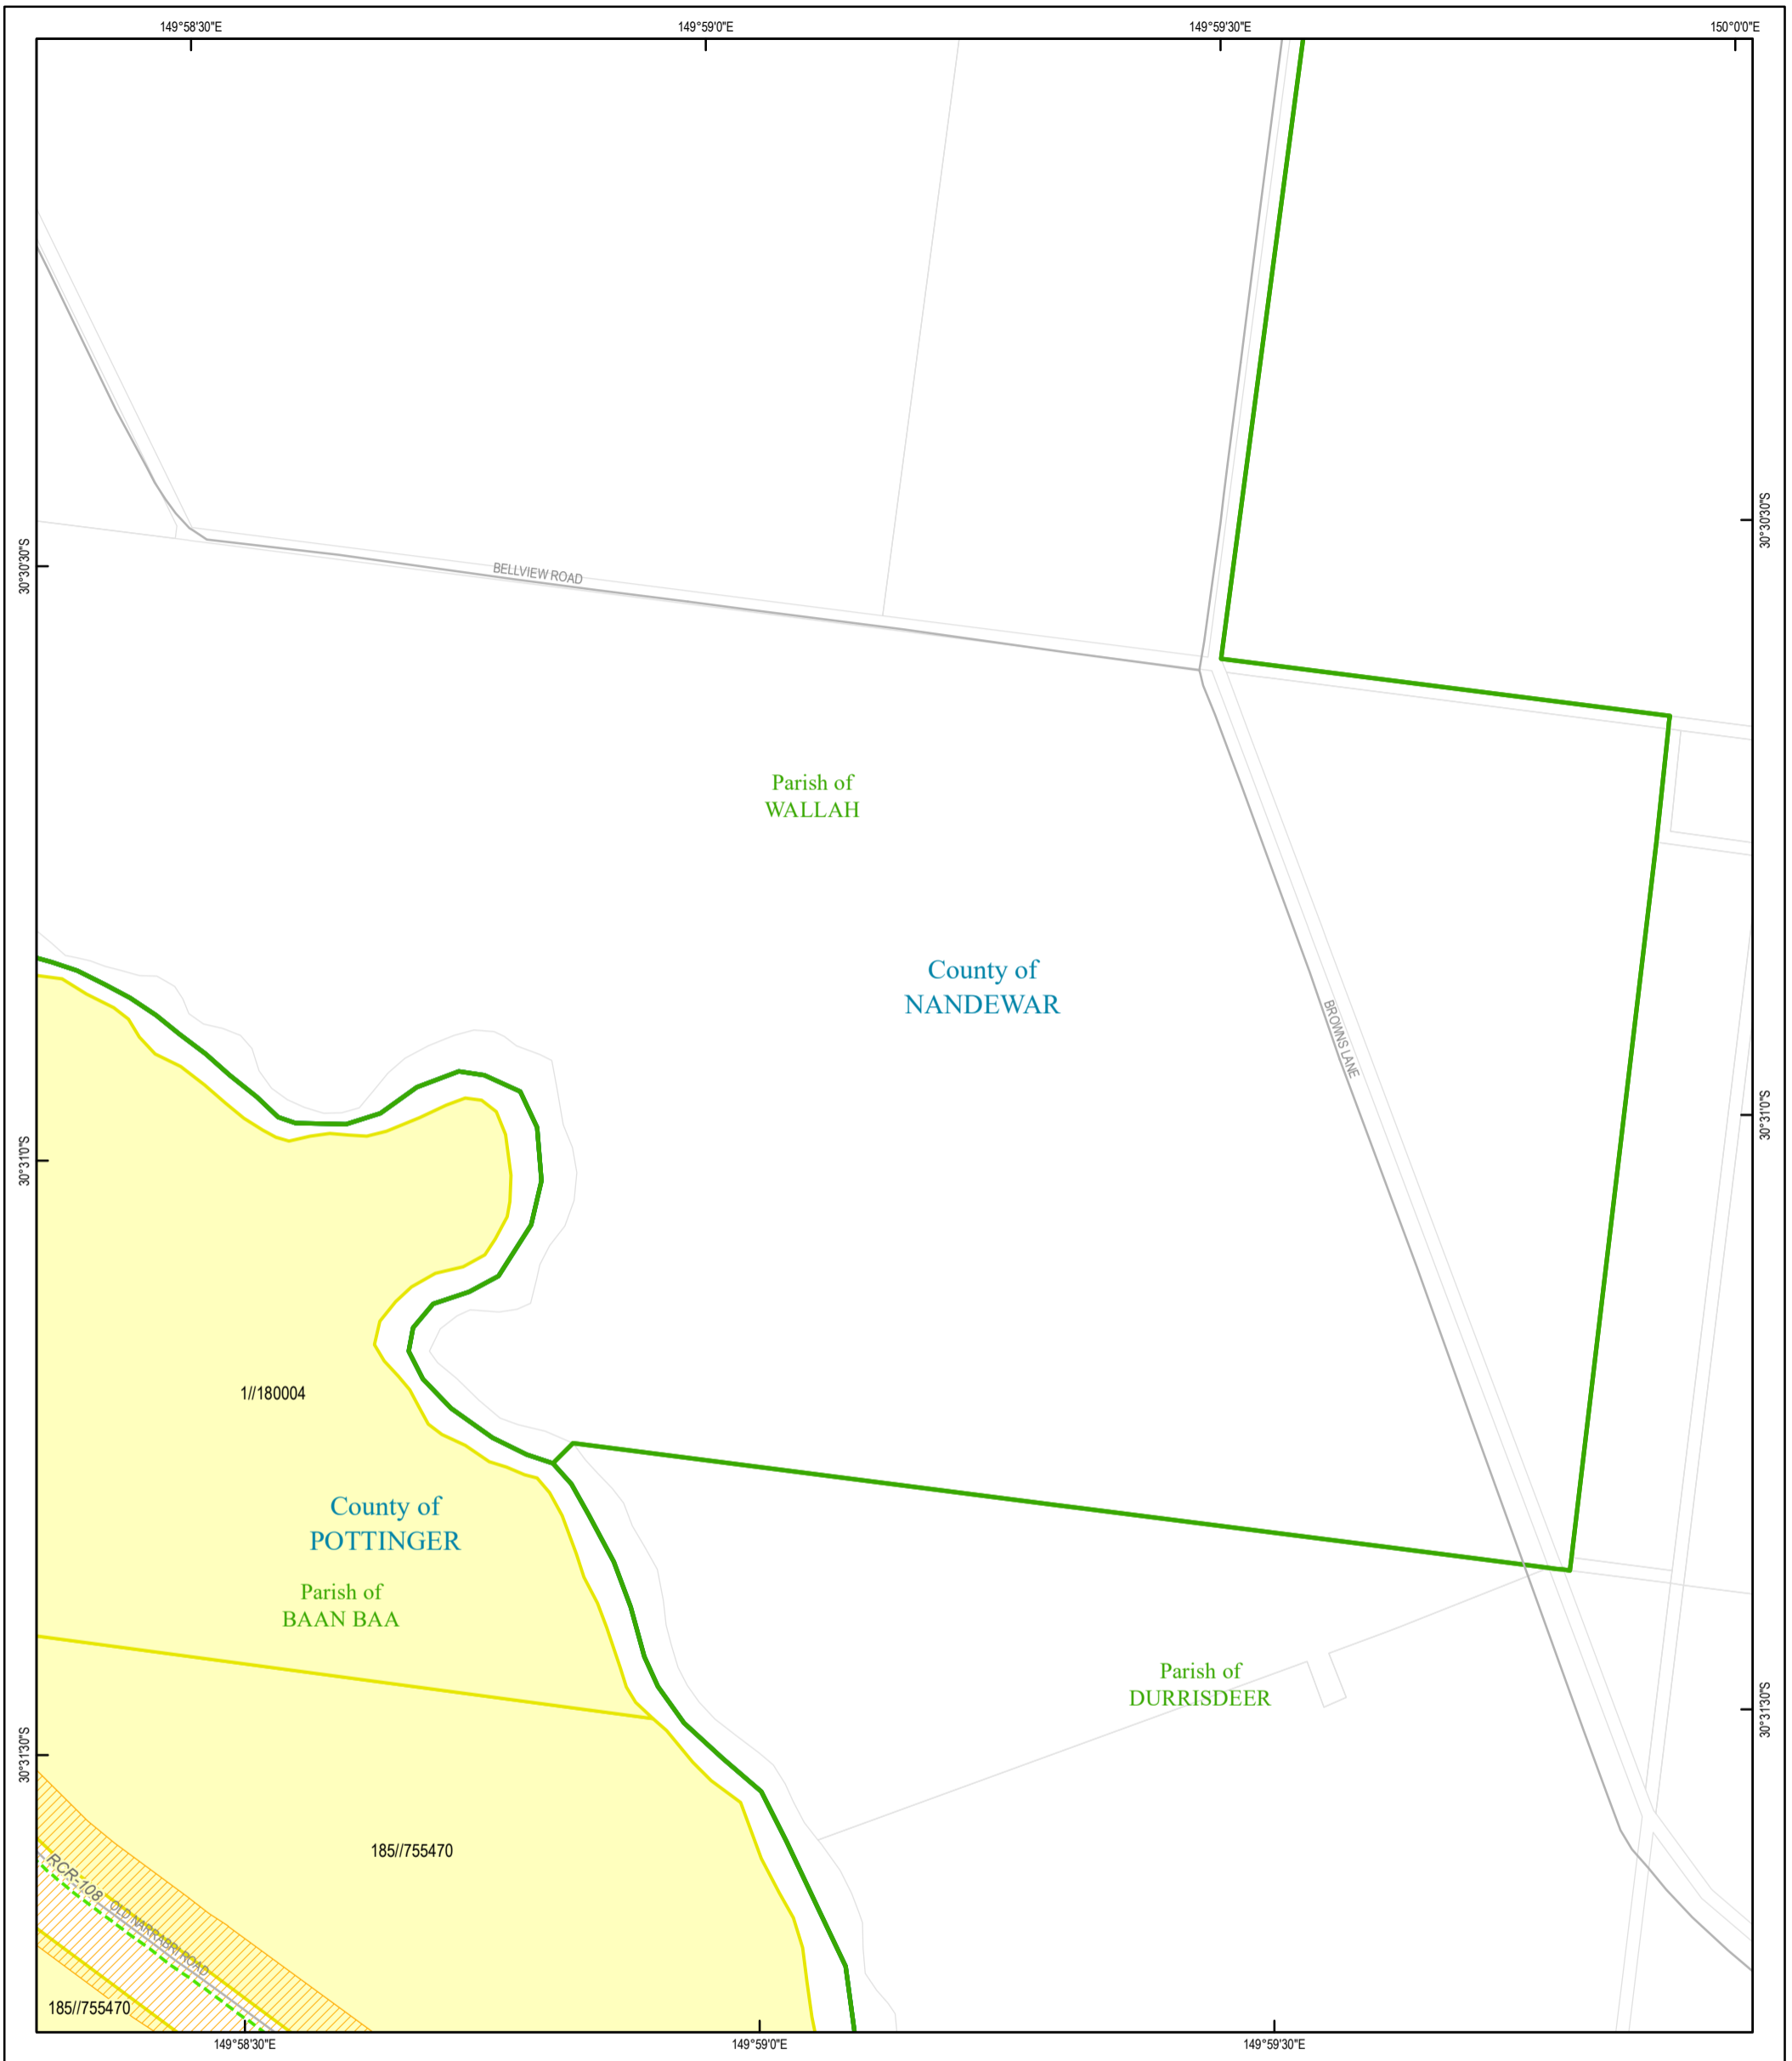 149°58'30"E
149°59'0"E
149°59'30"E
150°0'0"E
30°30'30"S
30°30'30"S
BELLVIEW ROAD
Parish of
WALLAH
County of
NANDEWAR
BROWNS LANE
30°31'0"S
30°31'0"S
1//180004
County of
POTTINGER
Parish of
BAAN BAA
Parish of
DURRISDEER
30°31'30"S
30°31'30"S
185//755470
RCR-108
OLD NARRABRI ROAD
185//755470
149°58'30"E
149°59'0"E
149°59'30"E